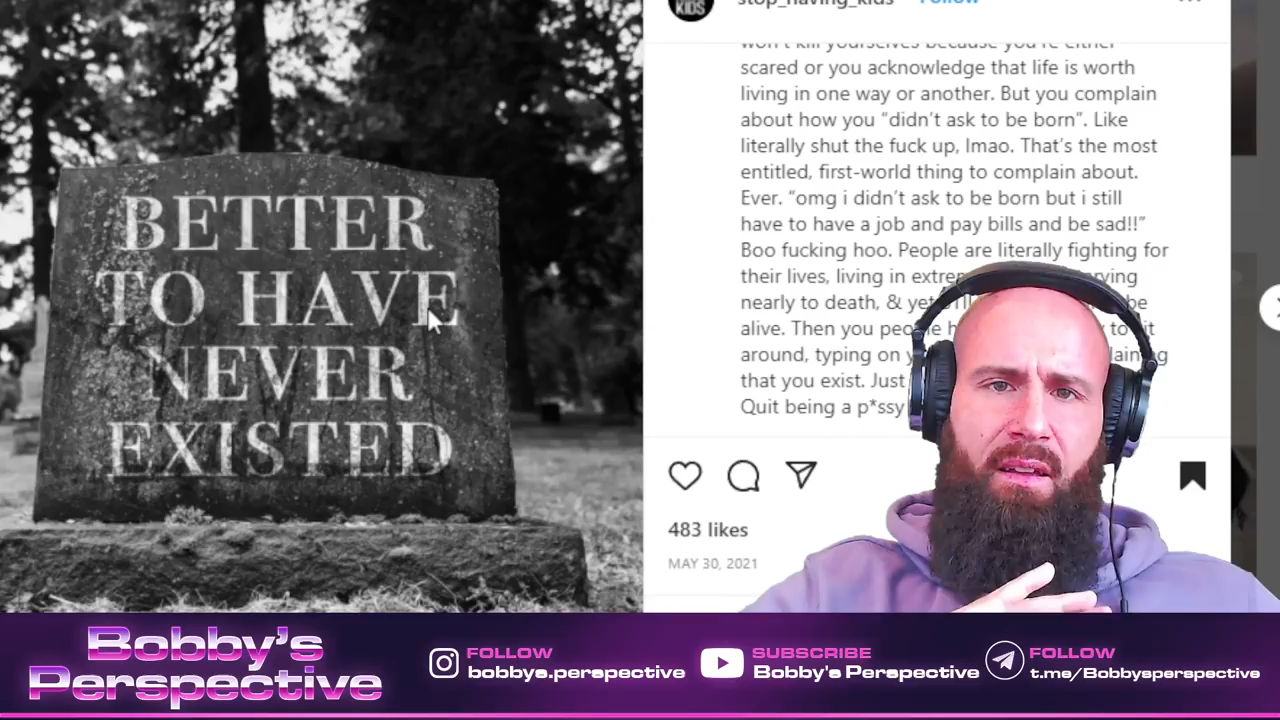 BETTER
TO HAVE
NEVER
EXISTED
KIDS
stop_having_kids Follow
won't kill yourselves because you're either
scared or you acknowledge that life is worth
living in one way or another. But you complain
about how you “didn’t ask to be born”. Like
literally shut the fuck up, lmao. That’s the most
entitled, first-world thing to complain about.
Ever. “omg i didn’t ask to be born but i still
have to have a job and pay bills and be sad!!”
Boo fucking hoo. People are literally fighting for
their lives, living in
nearly to death, & yet be
alive. Then you
around, typing on
that you exist. Just
Quit being a p*ssy
483 likes
MAY 30, 2021
Bobby's
Perspective
FOLLOW
bobbys.perspective
SUBSCRIBE
Bobby's Perspective
FOLLOW
t.me/Bobbysperspective